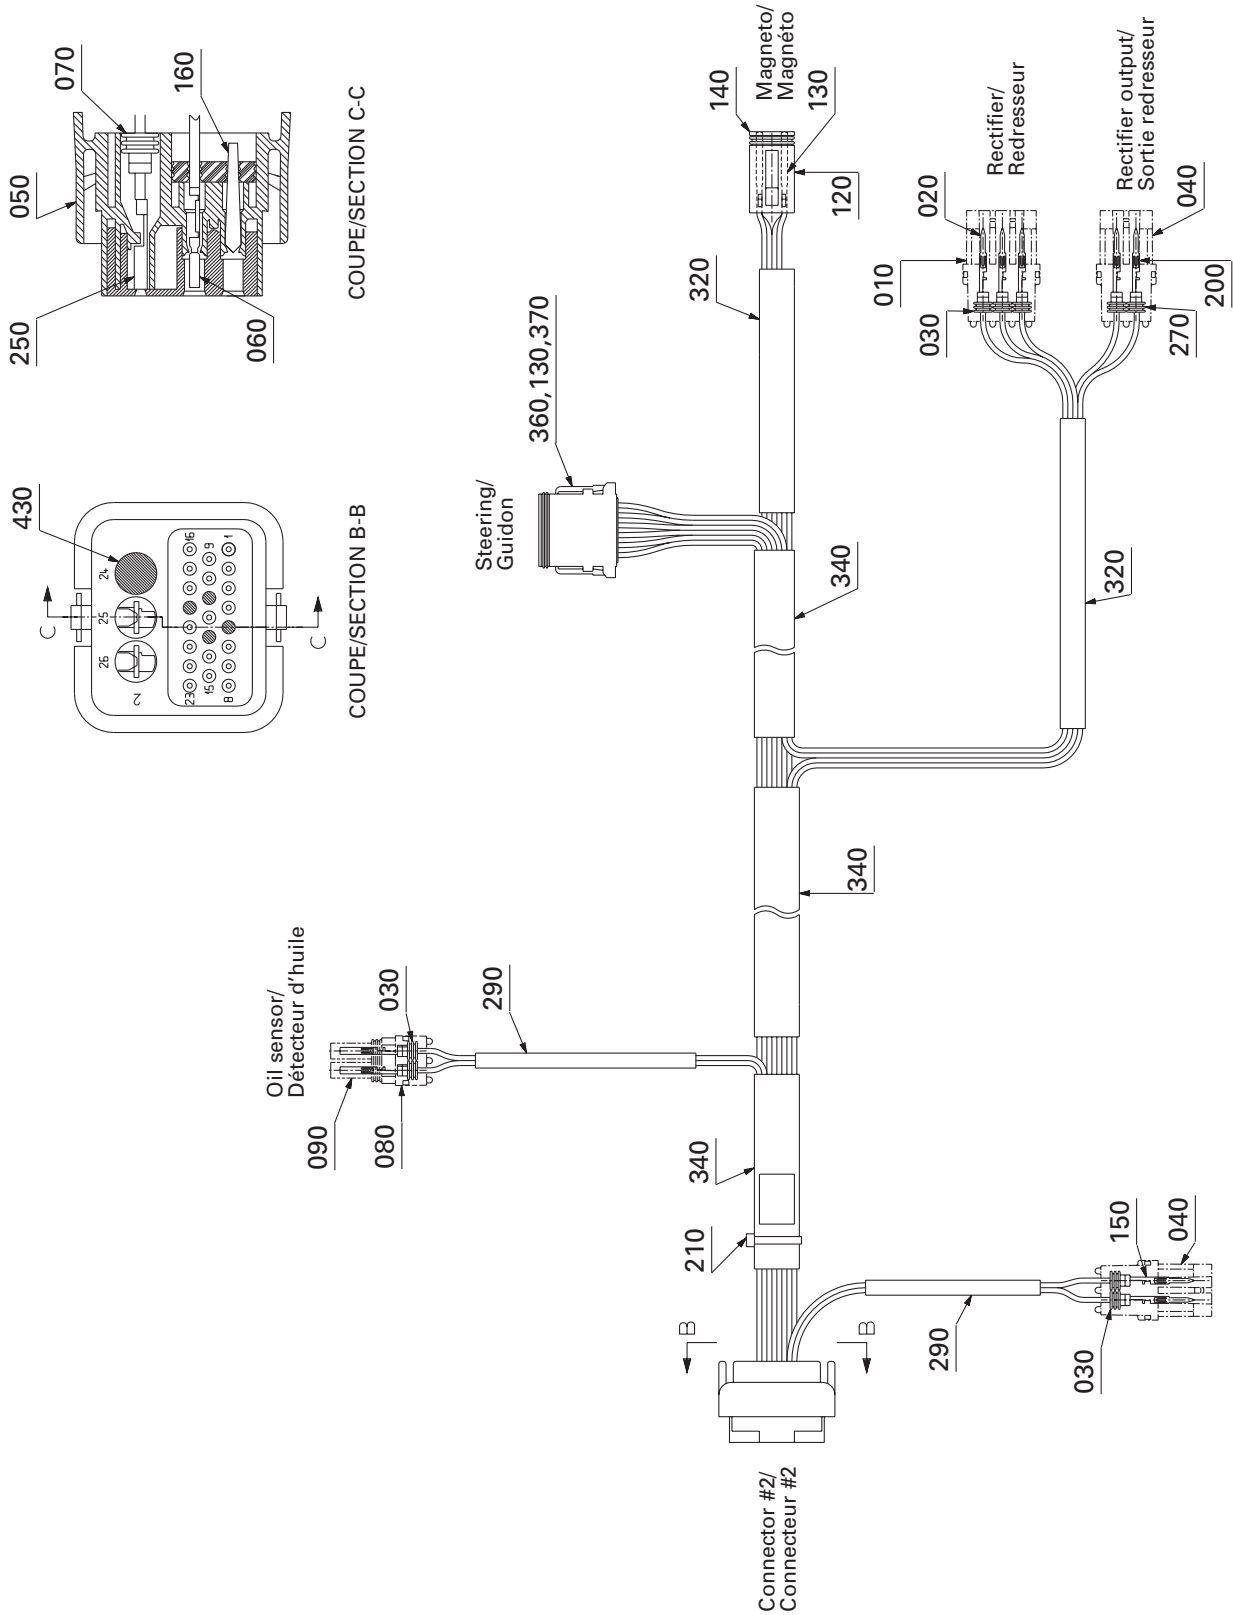 050
070
160
250
060
COUPE/SECTION C-C
430
C
C
26
25
24
2
23
16
15
9
8
1
COUPE/SECTION B-B
Steering/
Guidon
360,130,370
Magneto/
Magnéto
140
130
120
320
340
Rectifier/
Redresseur
010
020
030
Rectifier output/
Sortie redresseur
040
200
270
320
340
Oil sensor/
Détecteur d'huile
090
080
030
290
340
210
B
B
Connector #2/
Connecteur #2
290
150
040
030